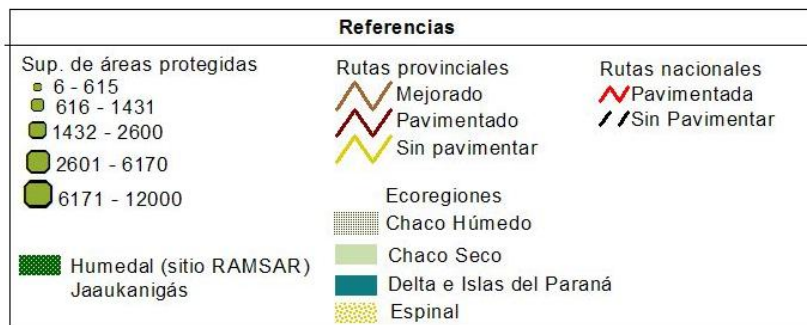 Referencias
Sup. de áreas protegidas
6 - 615
616 - 1431
1432 - 2600
2601 - 6170
6171 - 12000
Humedal (sitio RAMSAR)
Jaaukanigás
Rutas provinciales
Mejorado
Pavimentado
Sin pavimentar
Ecoregiones
Chaco Húmedo
Chaco Seco
Delta e Islas del Paraná
Espinal
Rutas nacionales
Pavimentada
Sin Pavimentar